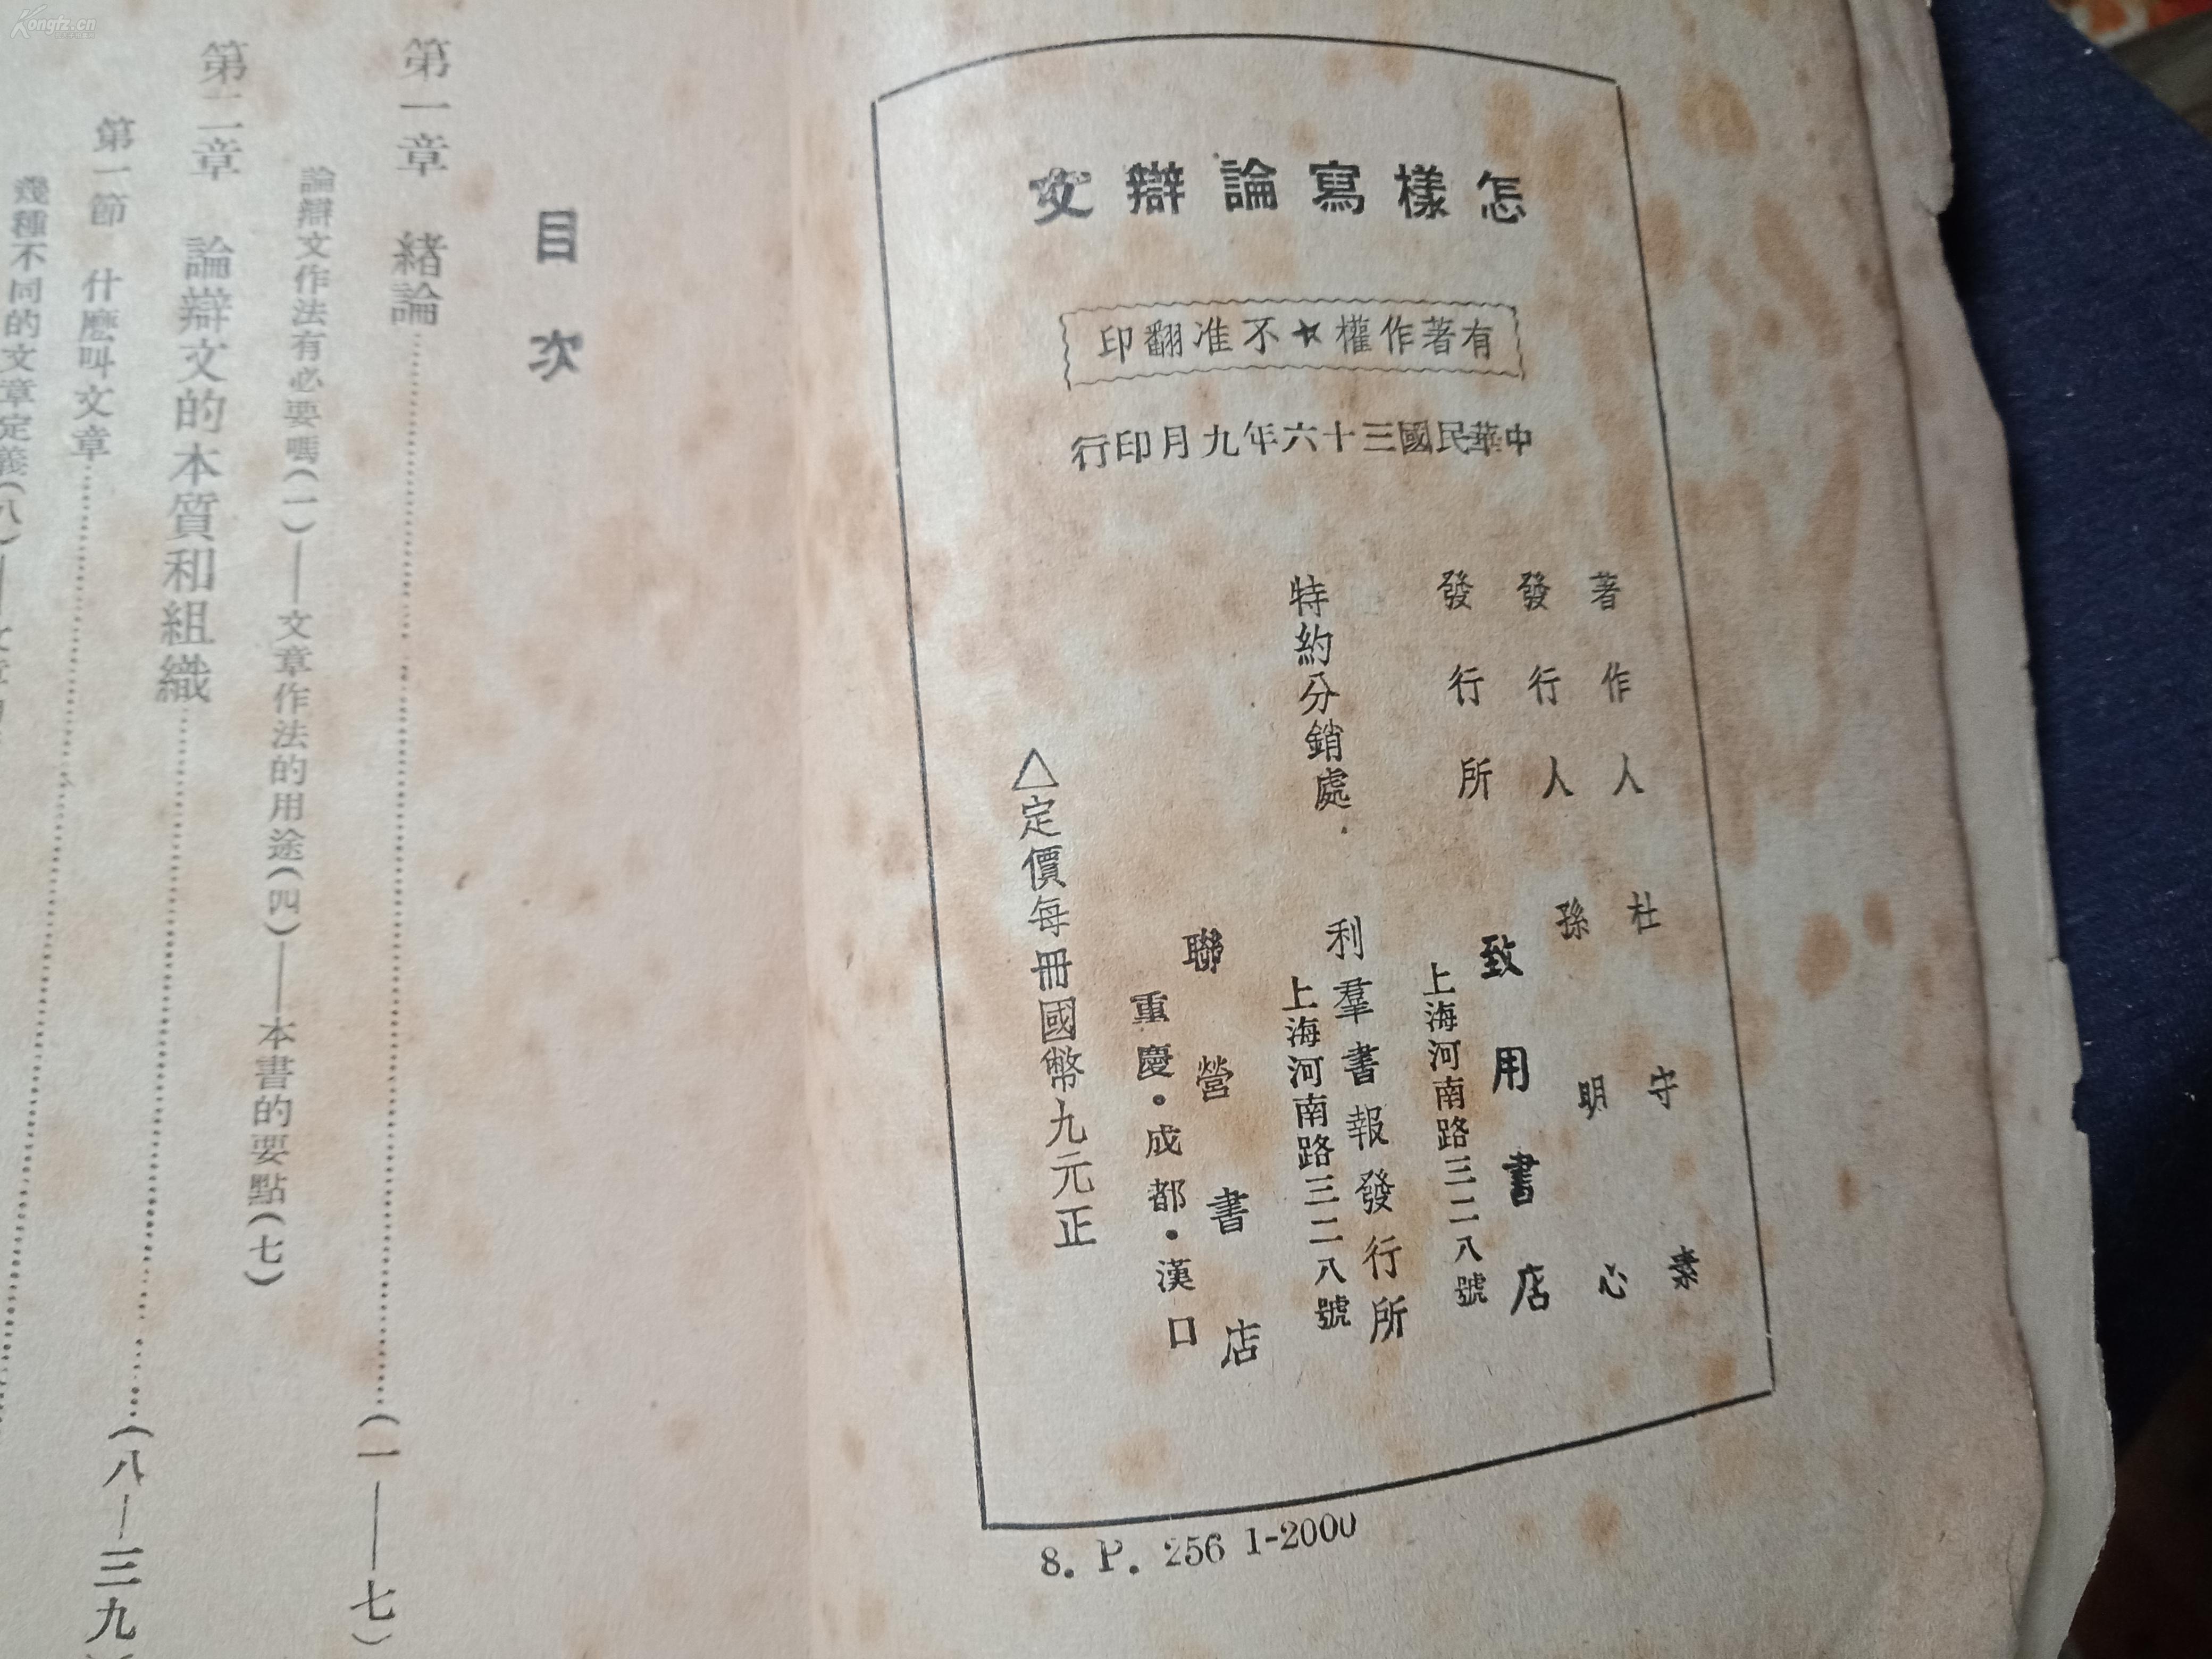 怎樣寫論辯文
有著作權★不准翻印
中華民國三十六年九月印行
著作人 杜守素
發行人 孫明心
發行所 致用書店
上海河南路三二八號
特約分銷處 利羣書報發行所
上海河南路三二八號
聯營書店
重慶·成都·漢口
△定價每冊國幣九元正
8. P. 256 1-2000
目次
第一章 緒論……(一——七)
論辯文作法有必要嗎(一)——文章作法的用途(四)——本書的要點(七)
第二章 論辯文的本質和組織……(八—三九)
第一節 什麼叫文章……
幾種不同的文章定義(八)——文章
Kongfz.cn